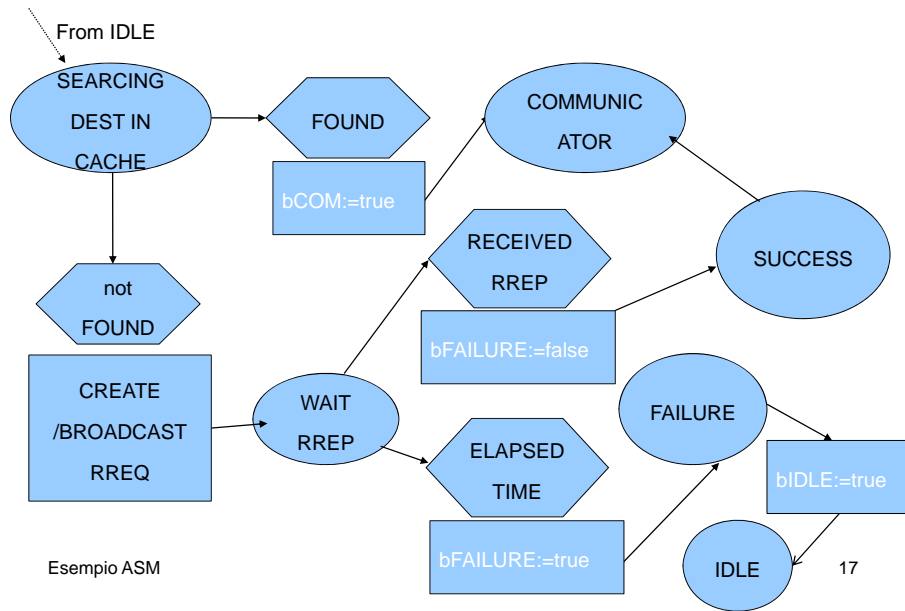 From IDLE
SEARCING
DEST IN
CACHE
FOUND
bCOM:=true
COMMUNIC
ATOR
RECEIVED
RREP
bFAILURE:=false
SUCCESS
not
FOUND
CREATE
/BROADCAST
RREQ
WAIT
RREP
ELAPSED
TIME
bFAILURE:=true
FAILURE
bIDLE:=true
IDLE
Esempio ASM
17